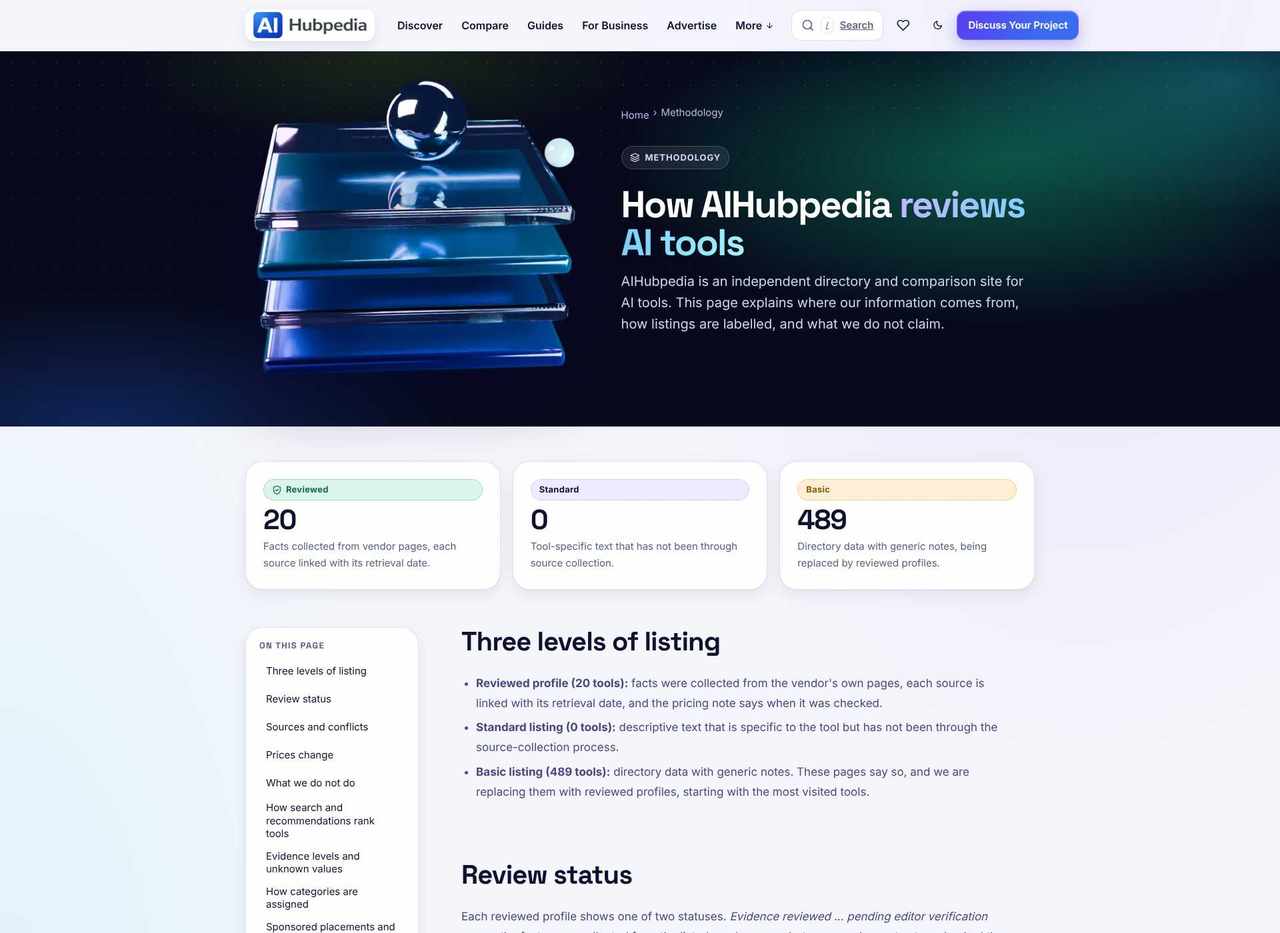 AI Hubpedia
Discover
Compare
Guides
For Business
Advertise
More ↓
/ Search
Discuss Your Project
Home › Methodology
METHODOLOGY
How AIHubpedia reviews
AI tools
AIHubpedia is an independent directory and comparison site for
AI tools. This page explains where our information comes from,
how listings are labelled, and what we do not claim.
Reviewed
20
Facts collected from vendor pages, each
source linked with its retrieval date.
Standard
0
Tool-specific text that has not been through
source collection.
Basic
489
Directory data with generic notes, being
replaced by reviewed profiles.
ON THIS PAGE
Three levels of listing
Review status
Sources and conflicts
Prices change
What we do not do
How search and
recommendations rank
tools
Evidence levels and
unknown values
How categories are
assigned
Sponsored placements and
Three levels of listing
• Reviewed profile (20 tools): facts were collected from the vendor's own pages, each source is
linked with its retrieval date, and the pricing note says when it was checked.
• Standard listing (0 tools): descriptive text that is specific to the tool but has not been through the
source-collection process.
• Basic listing (489 tools): directory data with generic notes. These pages say so, and we are
replacing them with reviewed profiles, starting with the most visited tools.
Review status
Each reviewed profile shows one of two statuses. Evidence reviewed ... pending editor verification